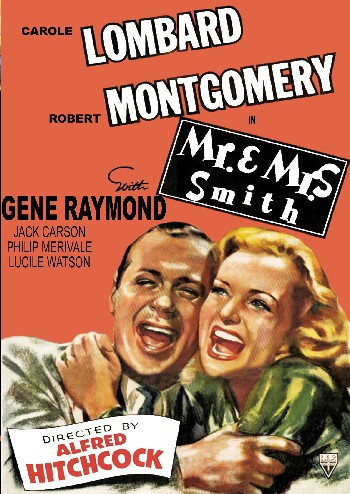 CAROLE LOMBARD
ROBERT MONTGOMERY
IN
Mr. & Mrs
Smith
With
GENE RAYMOND
JACK CARSON
PHILIP MERIVALE
LUCILE WATSON
DIRECTED BY
ALFRED
HITCHCOCK